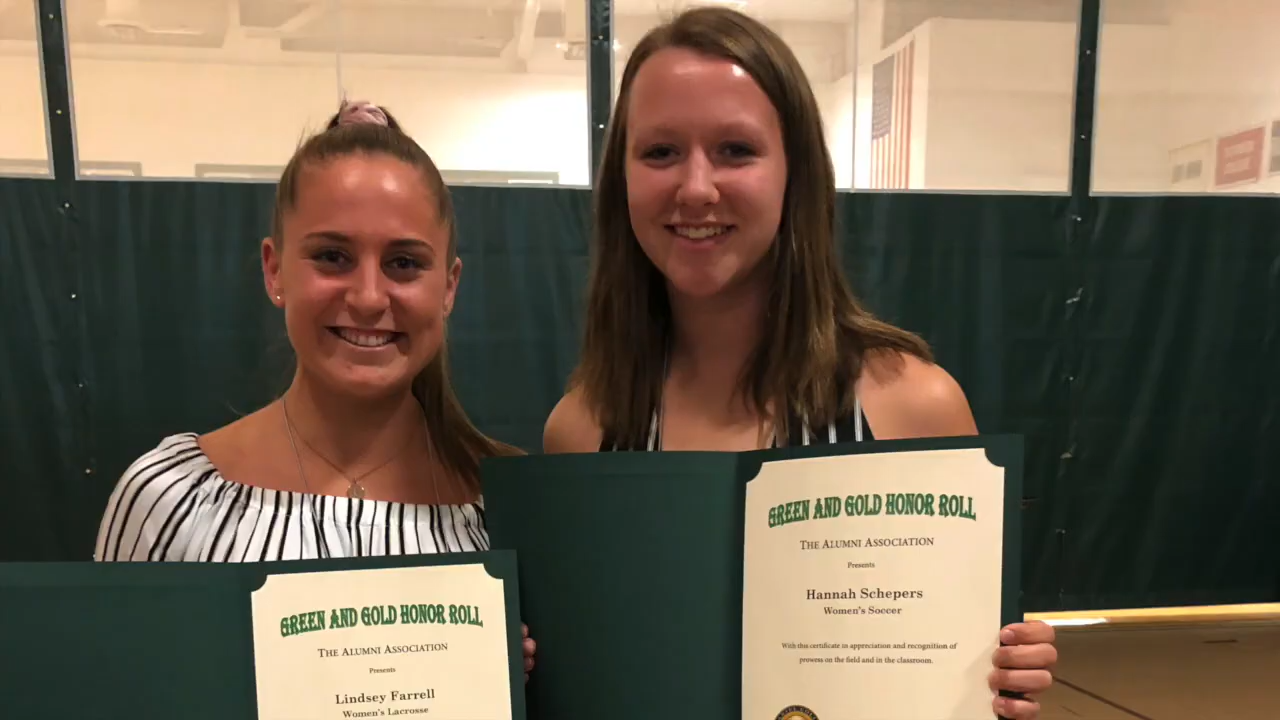 GREEN AND GOLD HONOR ROLL
THE ALUMNI ASSOCIATION
Presents
Lindsey Farrell
Women's Lacrosse
GREEN AND GOLD HONOR ROLL
THE ALUMNI ASSOCIATION
Presents
Hannah Schepers
Women's Soccer
With this certificate in appreciation and recognition of
prowess on the field and in the classroom.